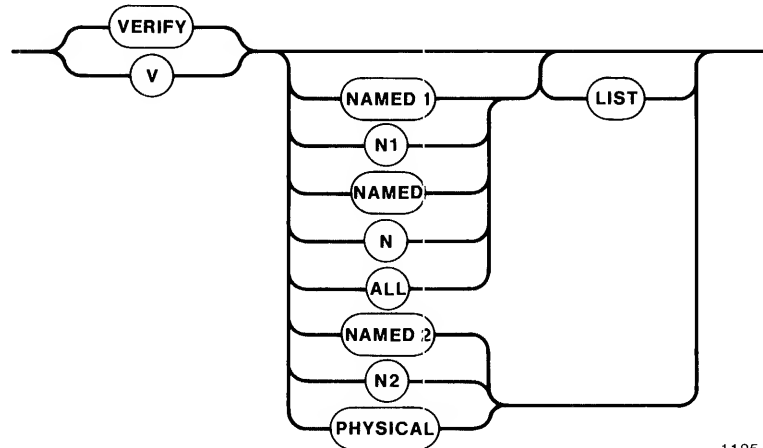 VERIFY
V
NAMED 1
LIST
N1
NAMED
N
ALL
NAMED 2
N2
PHYSICAL